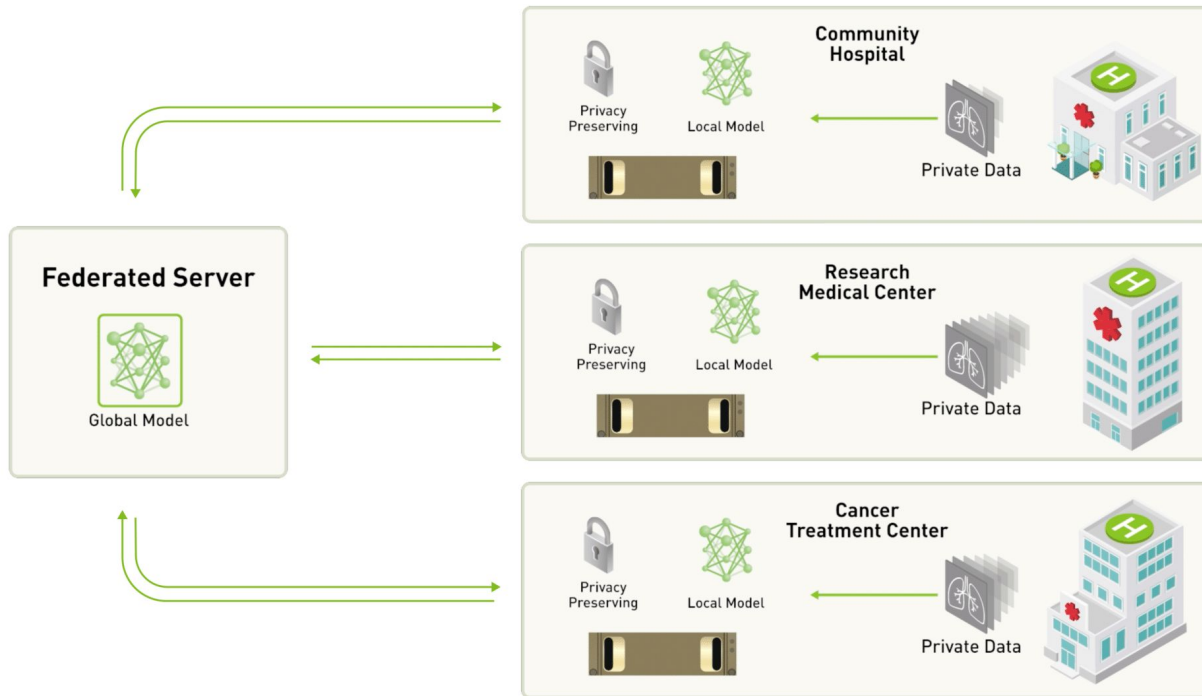 Federated Server
Global Model
Community
Hospital
Privacy
Preserving
Local Model
Private Data
H
Research
Medical Center
Privacy
Preserving
Local Model
Private Data
H
Cancer
Treatment Center
Privacy
Preserving
Local Model
Private Data
H